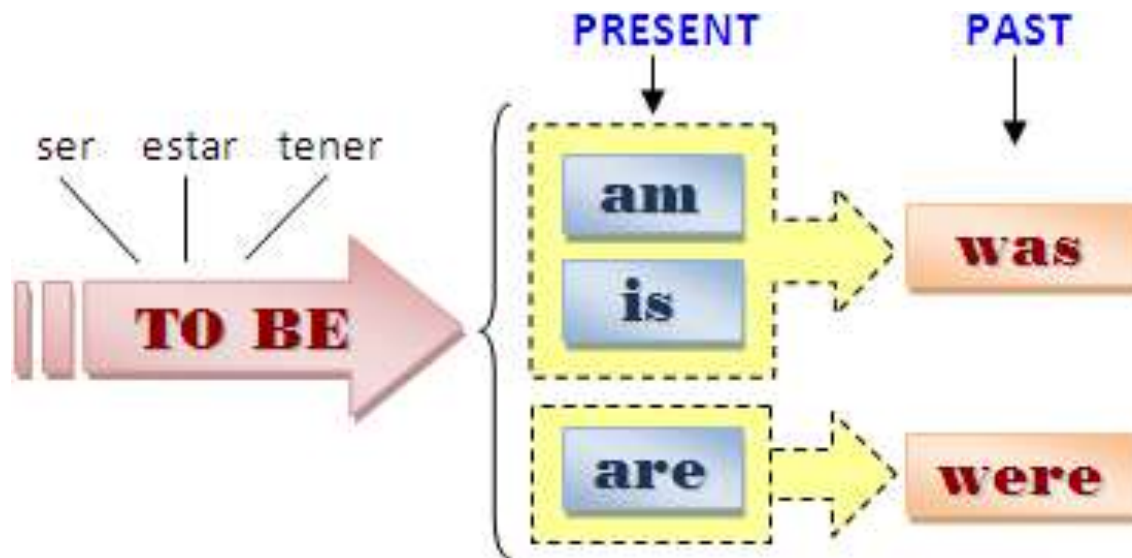 PRESENT PAST
ser estar tener
am
is
was
TO BE
are
were